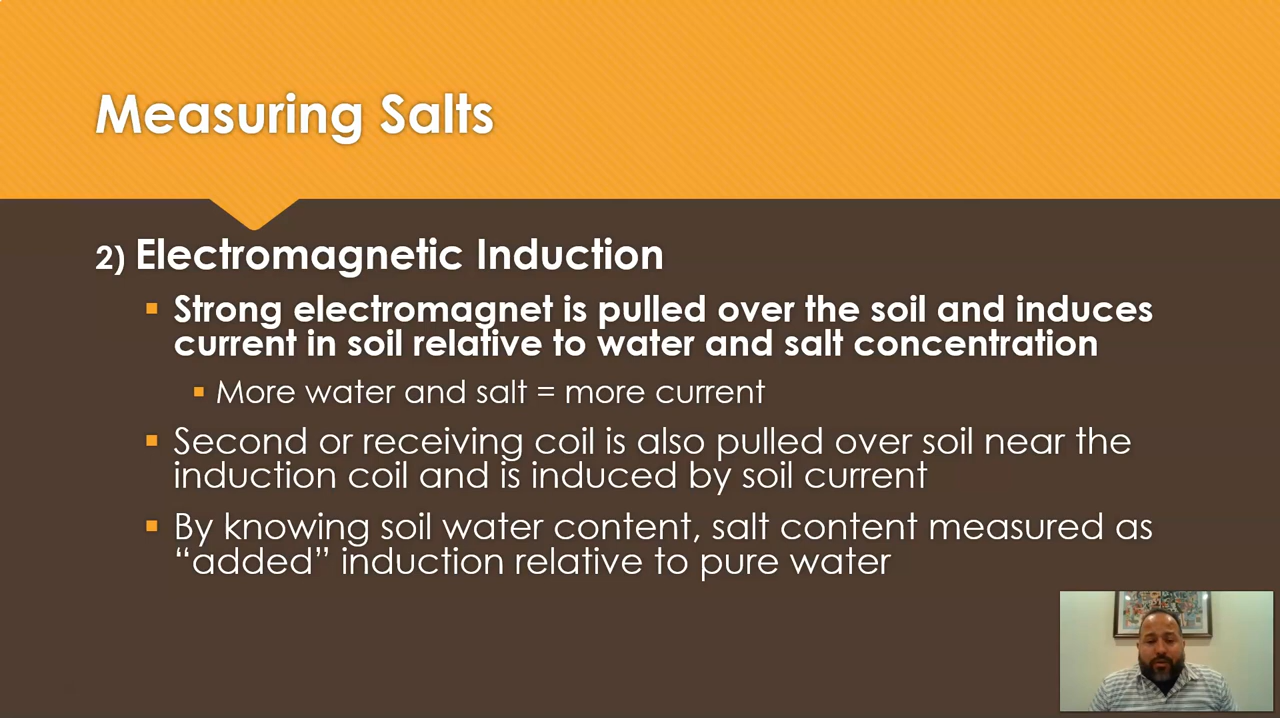 Measuring Salts
2) Electromagnetic Induction
Strong electromagnet is pulled over the soil and induces
current in soil relative to water and salt concentration
More water and salt = more current
Second or receiving coil is also pulled over soil near the
induction coil and is induced by soil current
By knowing soil water content, salt content measured as
“added” induction relative to pure water